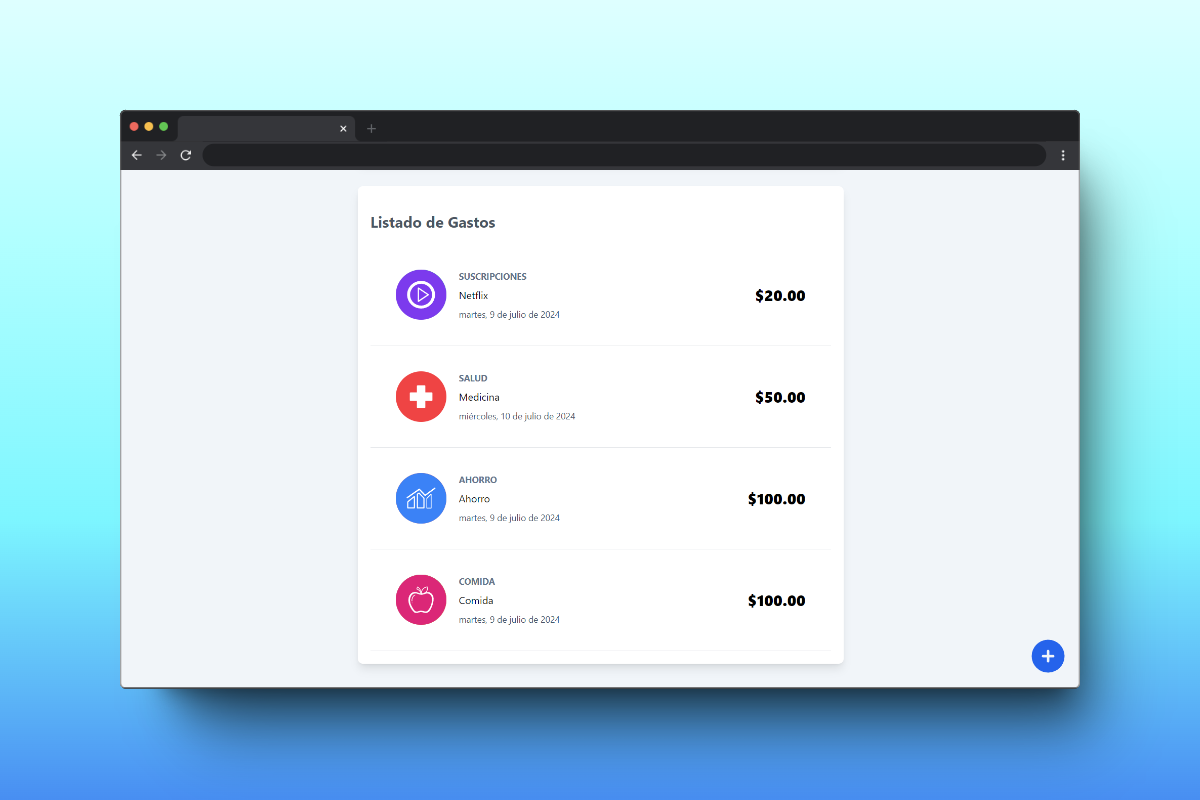 Listado de Gastos
SUSCRIPCIONES
Netflix
$20.00
martes, 9 de julio de 2024
SALUD
Medicina
$50.00
miércoles, 10 de julio de 2024
AHORRO
Ahorro
$100.00
martes, 9 de julio de 2024
COMIDA
Comida
$100.00
martes, 9 de julio de 2024